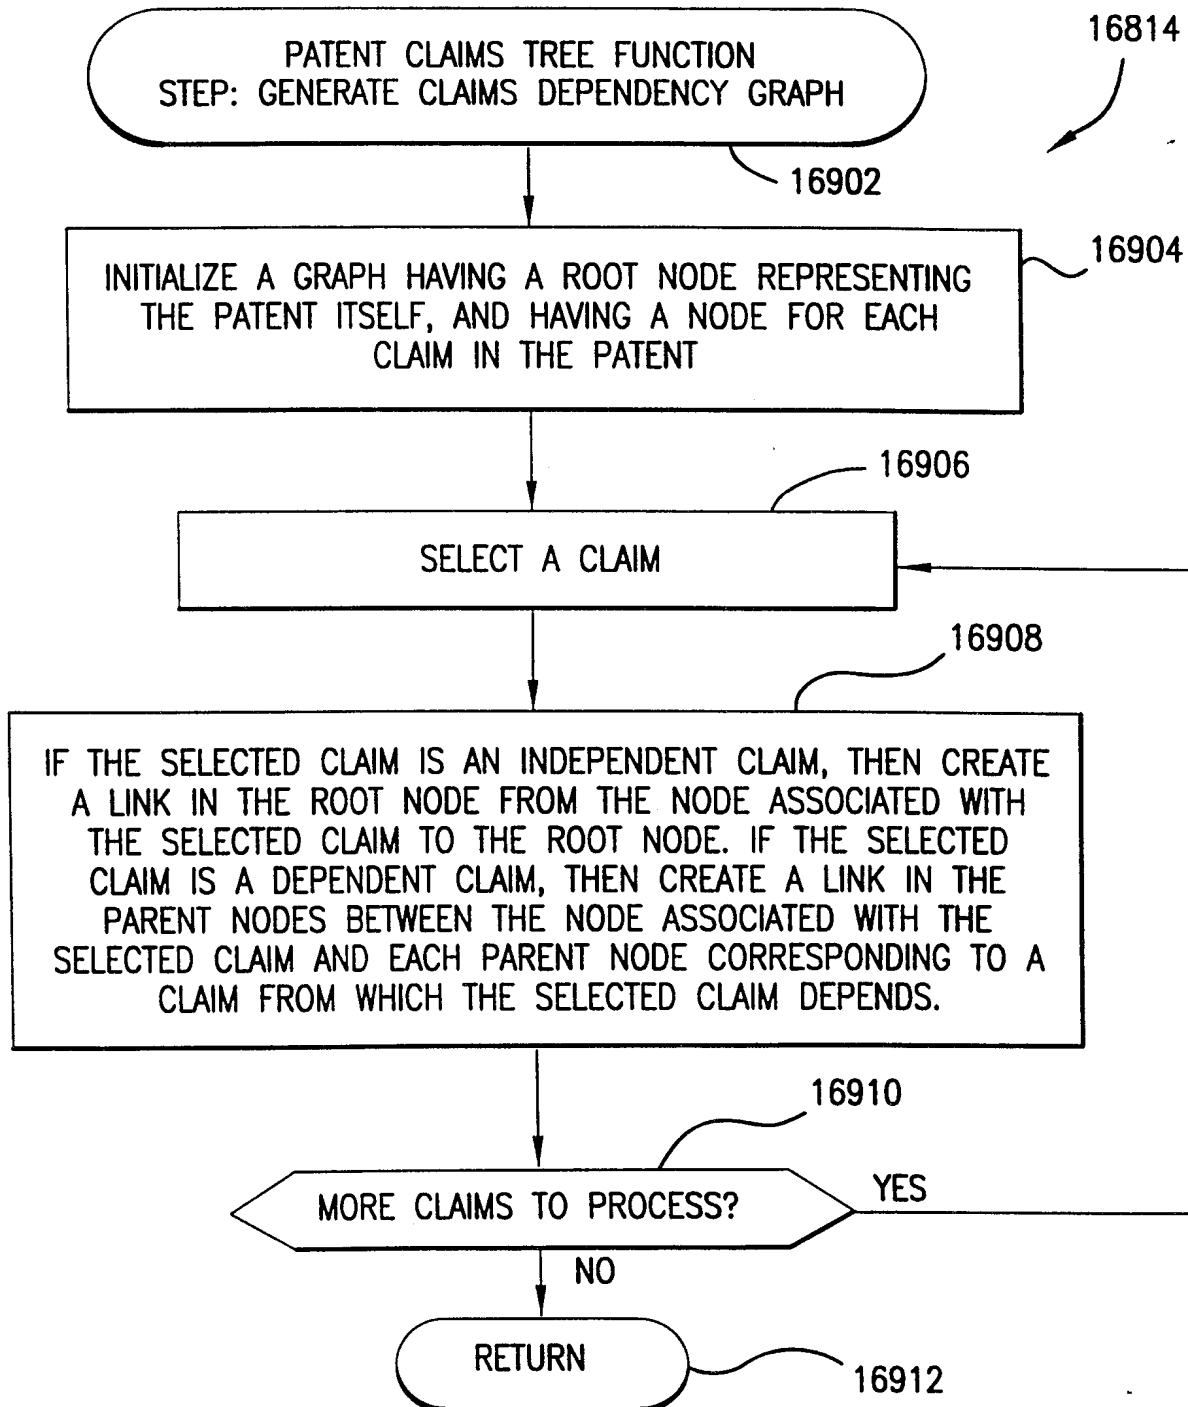 16814
PATENT CLAIMS TREE FUNCTION
STEP: GENERATE CLAIMS DEPENDENCY GRAPH
16902
16904
INITIALIZE A GRAPH HAVING A ROOT NODE REPRESENTING
THE PATENT ITSELF, AND HAVING A NODE FOR EACH
CLAIM IN THE PATENT
16906
SELECT A CLAIM
16908
IF THE SELECTED CLAIM IS AN INDEPENDENT CLAIM, THEN CREATE
A LINK IN THE ROOT NODE FROM THE NODE ASSOCIATED WITH
THE SELECTED CLAIM TO THE ROOT NODE. IF THE SELECTED
CLAIM IS A DEPENDENT CLAIM, THEN CREATE A LINK IN THE
PARENT NODES BETWEEN THE NODE ASSOCIATED WITH THE
SELECTED CLAIM AND EACH PARENT NODE CORRESPONDING TO A
CLAIM FROM WHICH THE SELECTED CLAIM DEPENDS.
16910
MORE CLAIMS TO PROCESS?
YES
NO
RETURN
16912